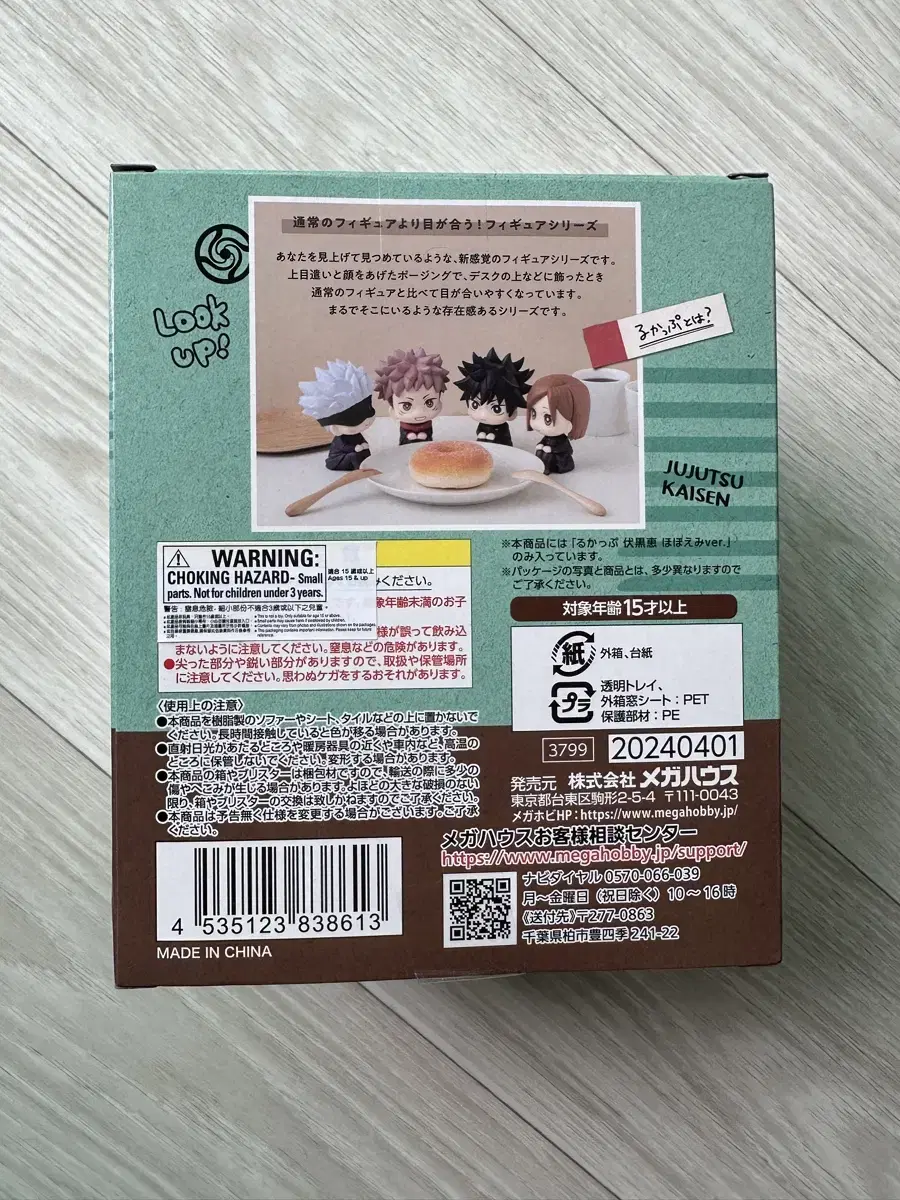 通常のフィギュアより目が合う!フィギュアシリーズ
あなたを見上げて見つめているような、新感覚のフィギュアシリーズです。
上目遣いと顔をあげたポージングで、デスクの上などに飾ったとき
通常のフィギュアと比べて目が合いやすくなっています。
まるでそこにいるような存在感あるシリーズです。
Look
UP!
るかっぷとは?
JUJUTSU
KAISEN
WARNING:
CHOKING HAZARD- Small
parts. Not for children under 3 years.
適合 15 歲或以上
Ages 15 & up
警告:窒息危險,細小部份不適合3歲或以下之兒童。
ください。
象年齢未満のお子
様が誤って飲み込
まないように注意してください。窒息などの危険があります。
●尖った部分や鋭い部分がありますので、取扱や保管場所
に注意してください。思わぬケガをするおそれがあります。
※本商品には「るかっぷ 伏黒恵 ほほえみver.」
のみ入っています。
※パッケージの写真と商品とは、多少異なりますので
ご了承ください。
対象年齢15才以上
紙
外箱、台紙
プラ
透明トレイ、
外箱窓シート:PET
保護部材:PE
〈使用上の注意〉
●本商品を樹脂製のソファーやシート、タイルなどの上に置かないで
ください。長時間接触していると色が移る場合があります。
●直射日光があたるところや暖房器具の近くや車内など、高温の
ところに保管しないでください。変形する場合があります。
●本商品の箱やブリスターは梱包材ですので、輸送の際に多少の
傷やへこみが生じる場合があります。よほどの大きな破損のない
限り、箱やブリスターの交換は致しかねますのでご了承ください。
●本商品は予告無く仕様を変更する場合がございます。ご了承
ください。
3799
20240401
発売元 株式会社メガハウス
東京都台東区駒形2-5-4 〒111-0043
メガホビHP:https://www.megahobby.jp/
メガハウスお客様相談センター
https://www.megahobby.jp/support/
ナビダイヤル 0570-066-039
月~金曜日(祝日除く)10~16時
《送付先》〒277-0863
千葉県柏市豊四季 241-22
4 535123 838613
MADE IN CHINA